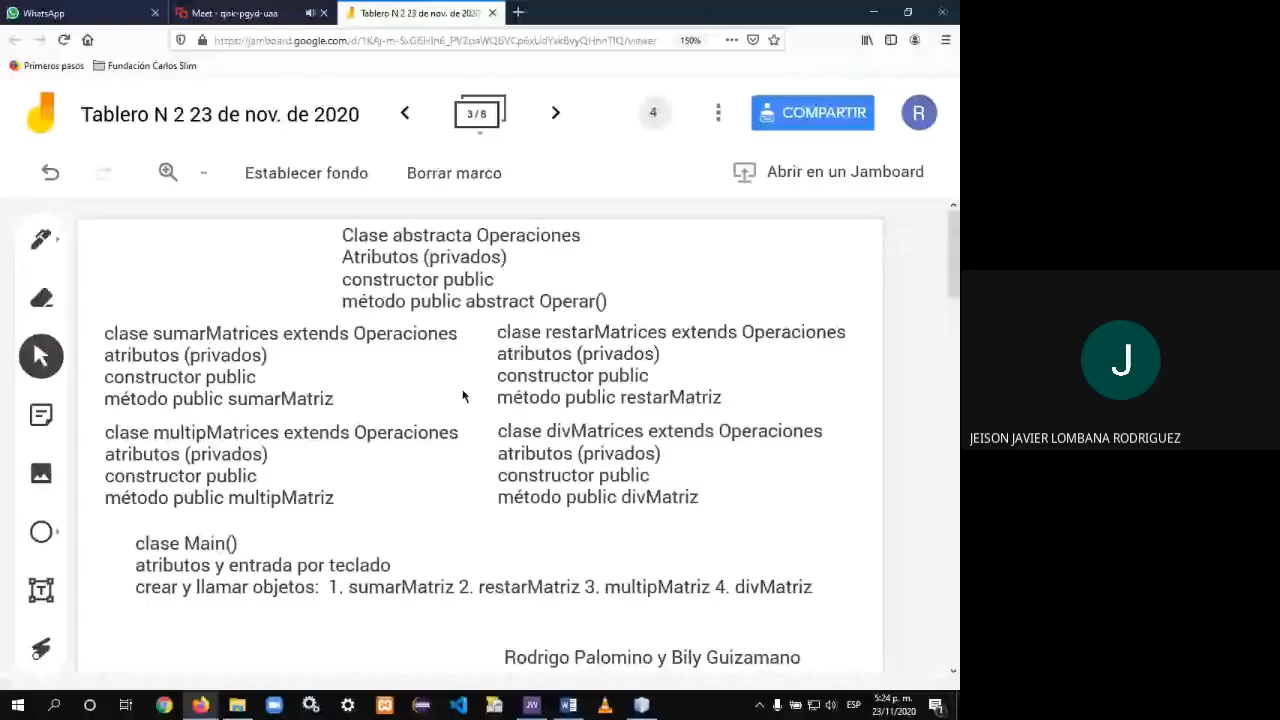 WhatsApp
Meet - qnk-pgyd-uaa
Tablero N 2 23 de nov. de 202
150%
Primeros pasos
Fundación Carlos Slim
Tablero N 2 23 de nov. de 2020
3 / 8
4
COMPARTIR
R
Establecer fondo
Borrar marco
Abrir en un Jamboard
Clase abstracta Operaciones
Atributos (privados)
constructor public
método public abstract Operar()
clase sumarMatrices extends Operaciones
atributos (privados)
constructor public
método public sumarMatriz
clase restarMatrices extends Operaciones
atributos (privados)
constructor public
método public restarMatriz
clase multipMatrices extends Operaciones
atributos (privados)
constructor public
método public multipMatriz
clase divMatrices extends Operaciones
atributos (privados)
constructor public
método public divMatriz
clase Main()
atributos y entrada por teclado
crear y llamar objetos: 1. sumarMatriz 2. restarMatriz 3. multipMatriz 4. divMatriz
Rodrigo Palomino y Bily Guizamano
J
JEISON JAVIER LOMBANA RODRIGUEZ
ESP
5:24 p. m.
23/11/2020